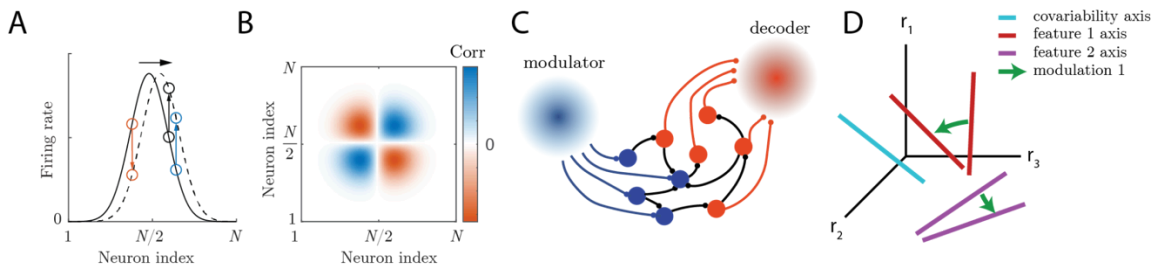 A
Firing rate
0
1
N/2
N
Neuron index
B
Corr
Neuron index
N
N/2
1
1
N/2
N
Neuron index
0
C
modulator
decoder
D
r1
r2
r3
covariability axis
feature 1 axis
feature 2 axis
modulation 1